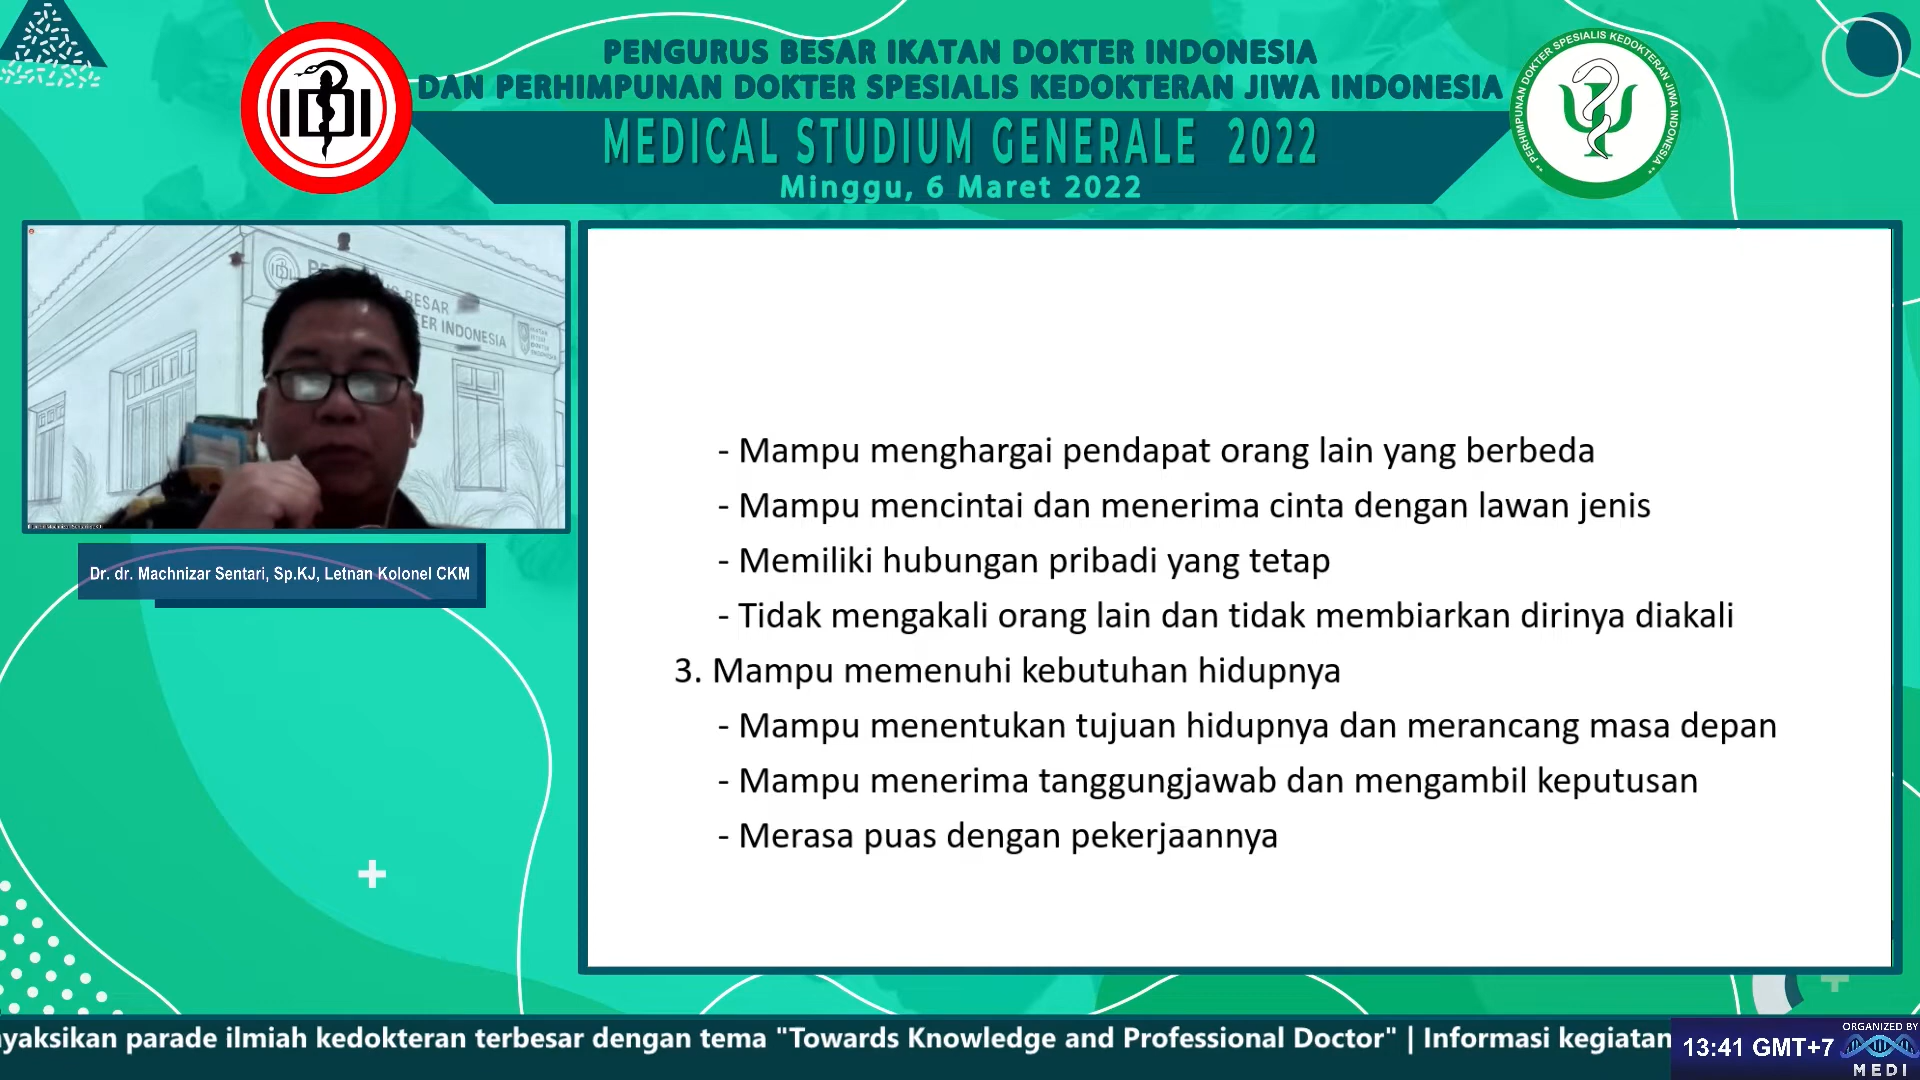 PENGURUS BESAR IKATAN DOKTER INDONESIA
DAN PERHIMPUNAN DOKTER SPESIALIS KEDOKTERAN JIWA INDONESIA
MEDICAL STUDIUM GENERALE 2022
Minggu, 6 Maret 2022
IDI
PERHIMPUNAN DOKTER SPESIALIS KEDOKTERAN JIWA INDONESIA
BESAR
TER INDONESIA
Dr. dr. Machnizar Sentari, Sp.KJ, Letnan Kolonel CKM
- Mampu menghargai pendapat orang lain yang berbeda
- Mampu mencintai dan menerima cinta dengan lawan jenis
- Memiliki hubungan pribadi yang tetap
- Tidak mengakali orang lain dan tidak membiarkan dirinya diakali
3. Mampu memenuhi kebutuhan hidupnya
- Mampu menentukan tujuan hidupnya dan merancang masa depan
- Mampu menerima tanggungjawab dan mengambil keputusan
- Merasa puas dengan pekerjaannya
yaksikan parade ilmiah kedokteran terbesar dengan tema "Towards Knowledge and Professional Doctor" | Informasi kegiatan
13:41 GMT+7
ORGANIZED BY
MEDI